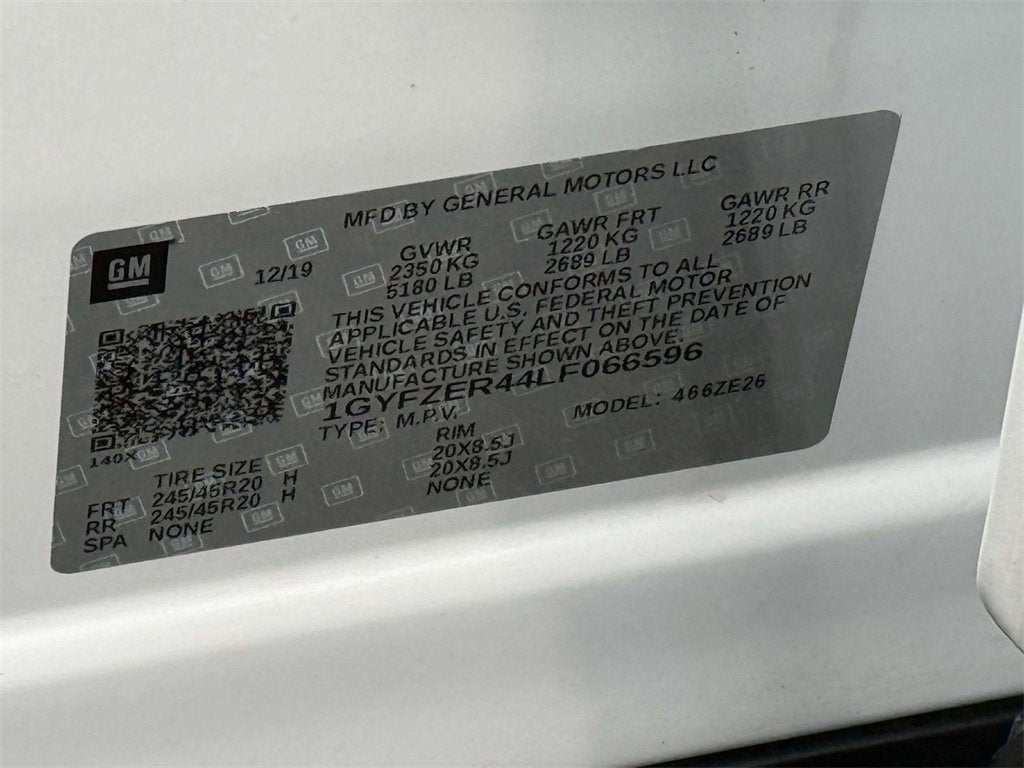 MFD BY GENERAL MOTORS LLC
GM
12/19
GVWR GAWR FRT GAWR RR
2350 KG 1220 KG 1220 KG
5180 LB 2689 LB 2689 LB
THIS VEHICLE CONFORMS TO ALL
APPLICABLE U.S. FEDERAL MOTOR
VEHICLE SAFETY AND THEFT PREVENTION
STANDARDS IN EFFECT ON THE DATE OF
MANUFACTURE SHOWN ABOVE.
1GYFZER44LF066596
TYPE: M.P.V. MODEL: 466ZE26
140X
TIRE SIZE RIM
FRT 245/45R20 H 20X8.5J
RR 245/45R20 H 20X8.5J
SPA NONE NONE